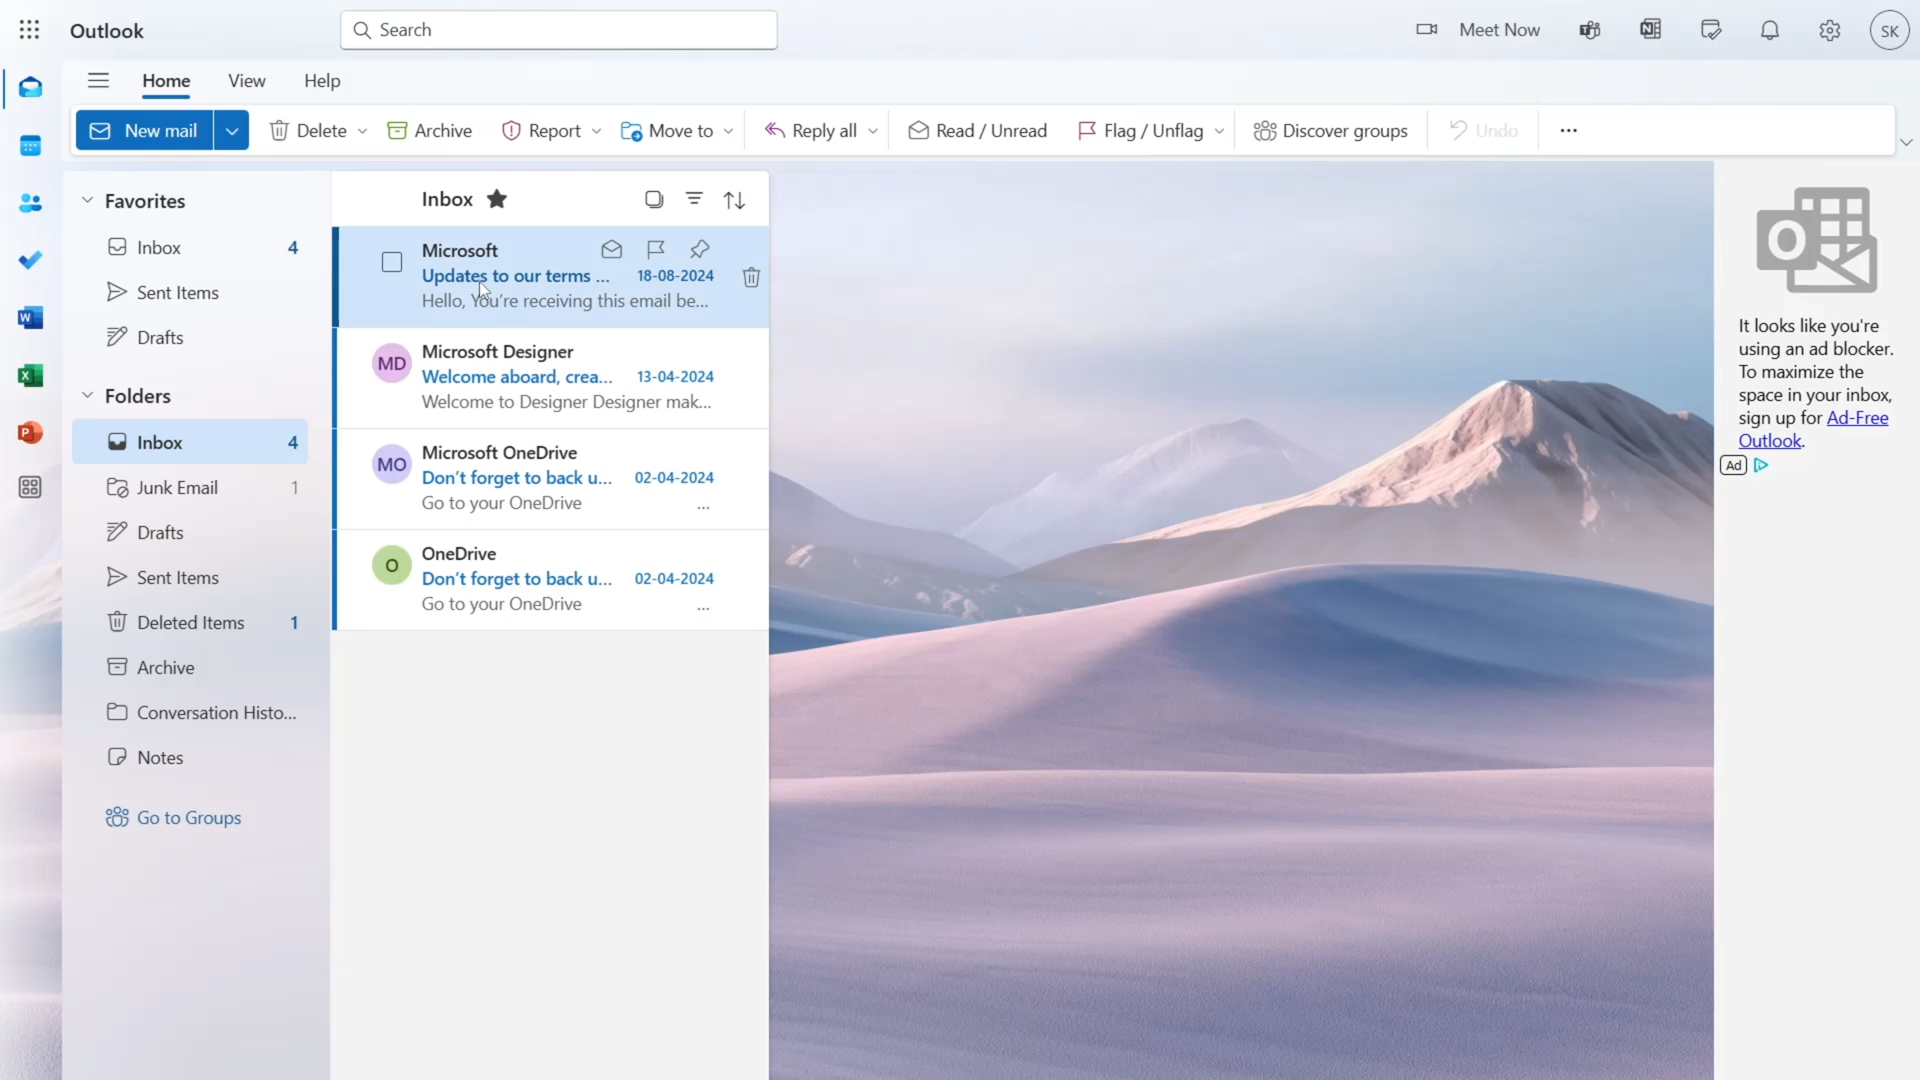 Outlook
Search
Meet Now
SK
Home View Help
New mail Delete Archive Report Move to Reply all Read / Unread Flag / Unflag Discover groups Undo ...
Favorites
Inbox 4
Sent Items
Drafts
Folders
Inbox 4
Junk Email 1
Drafts
Sent Items
Deleted Items 1
Archive
Conversation Histo...
Notes
Go to Groups
Inbox
Microsoft
Updates to our terms ... 18-08-2024
Hello, You're receiving this email be...
MD
Microsoft Designer
Welcome aboard, crea... 13-04-2024
Welcome to Designer Designer mak...
MO
Microsoft OneDrive
Don't forget to back u... 02-04-2024
Go to your OneDrive ...
O
OneDrive
Don't forget to back u... 02-04-2024
Go to your OneDrive ...
It looks like you're
using an ad blocker.
To maximize the
space in your inbox,
sign up for Ad-Free
Outlook.
Ad
W
X
P
N
T
O